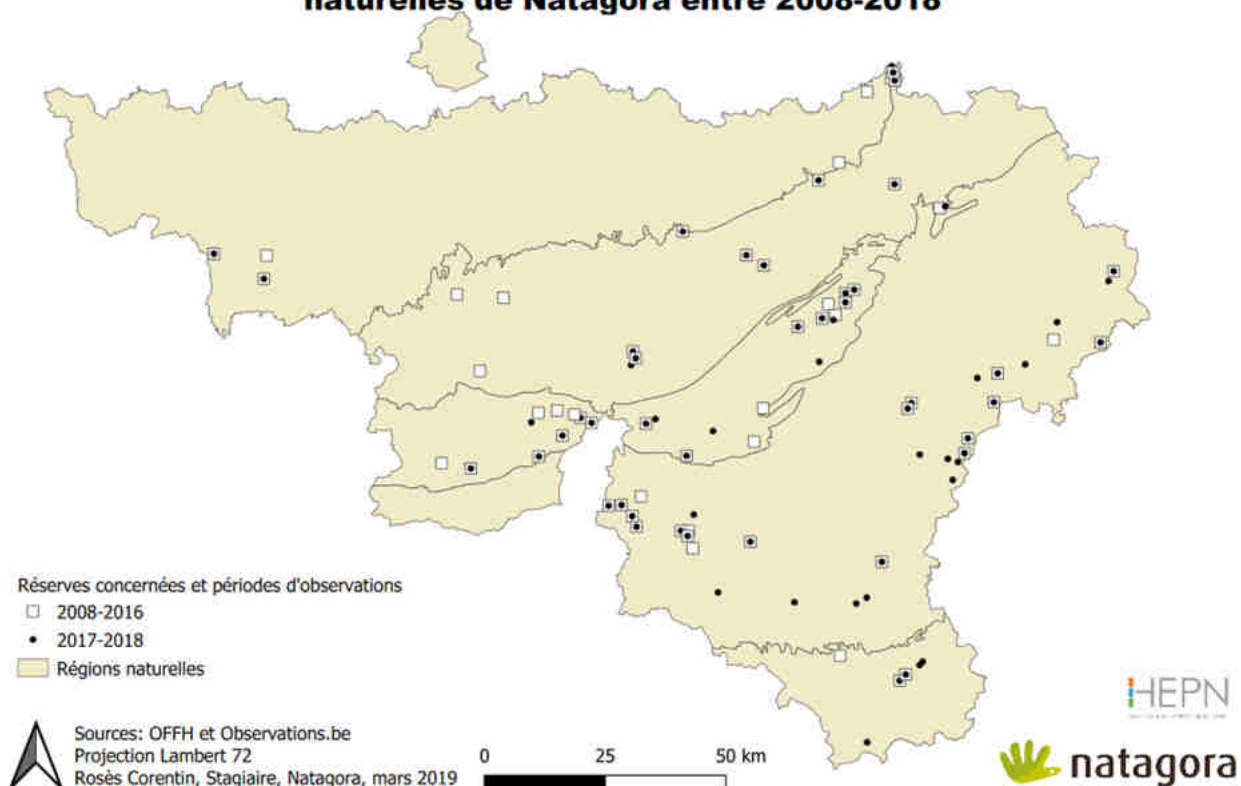 naturelles de Natagora entre 2008-2018
Réserves concernées et périodes d'observations
2008-2016
2017-2018
Régions naturelles
Sources: OFFH et Observations.be
Projection Lambert 72
Rosès Corentin, Stagiaire, Natagora, mars 2019
0 25 50 km
HEPN
natagora